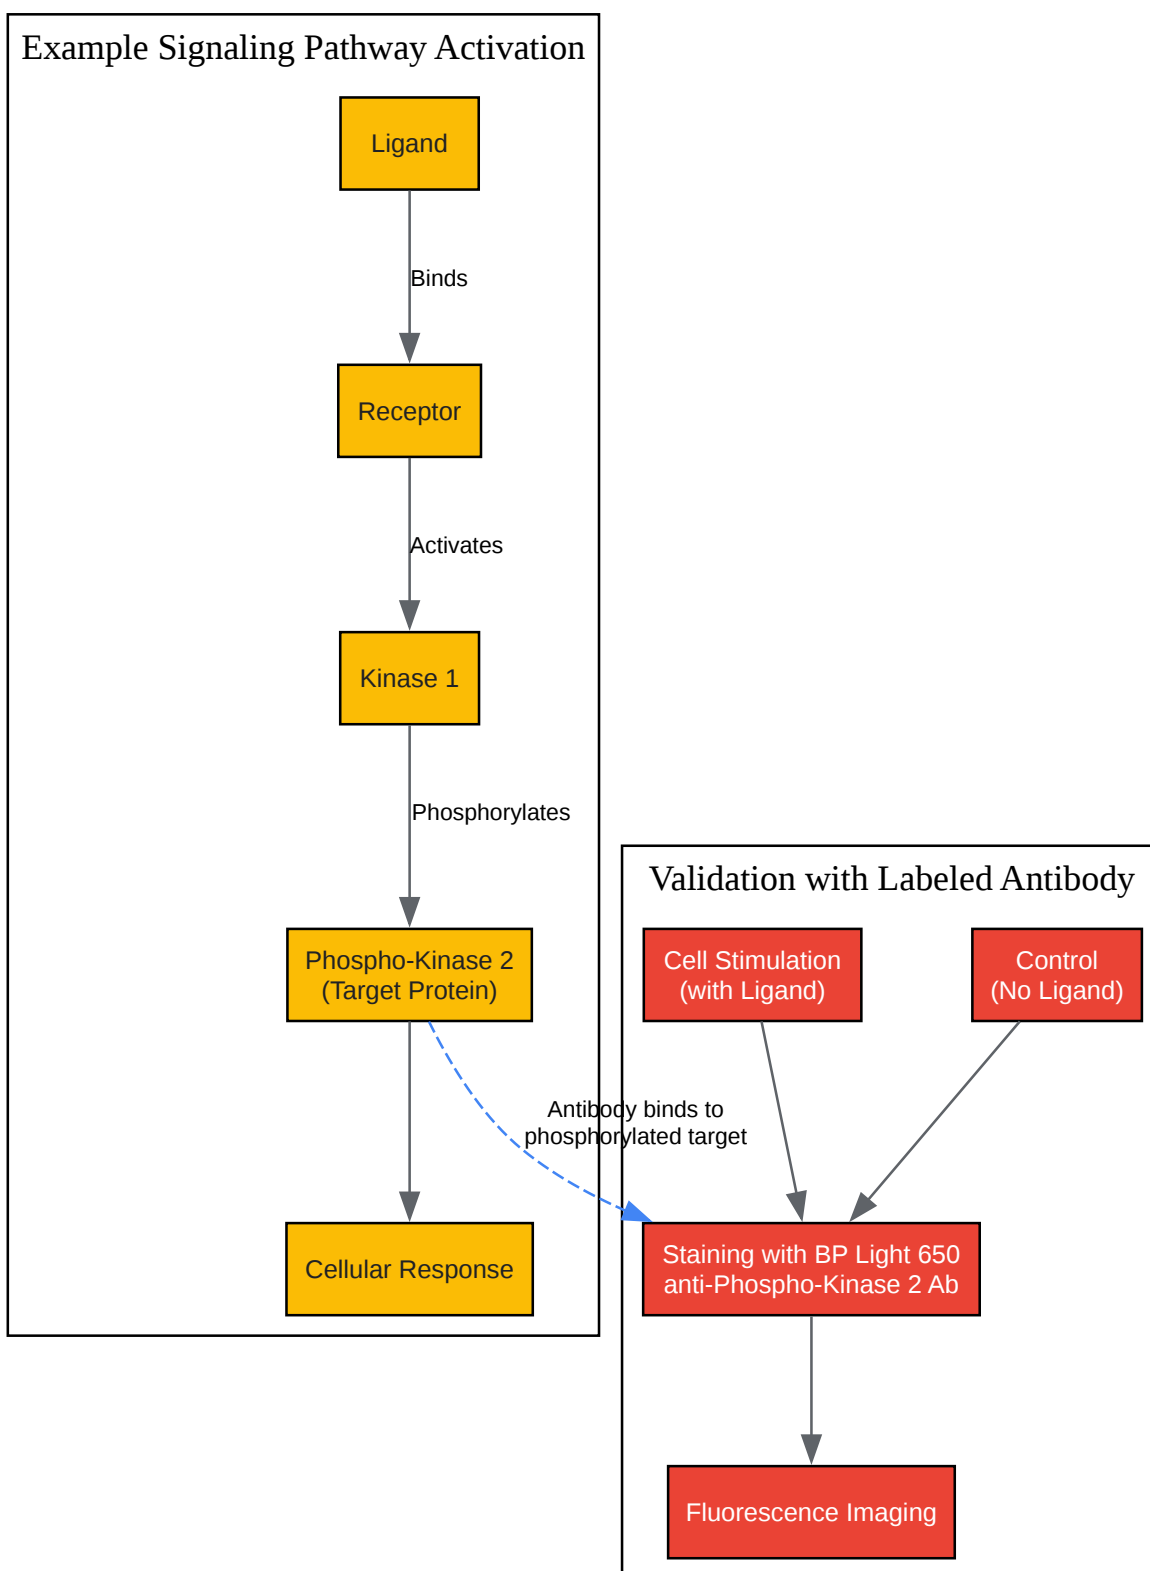 Example Signaling Pathway Activation
Ligand
Binds
Receptor
Activates
Kinase 1
Phosphorylates
Phospho-Kinase 2
(Target Protein)
Cellular Response
Antibody binds to
phosphorylated target
Validation with Labeled Antibody
Cell Stimulation
(with Ligand)
Control
(No Ligand)
Staining with BP Light 650
anti-Phospho-Kinase 2 Ab
Fluorescence Imaging